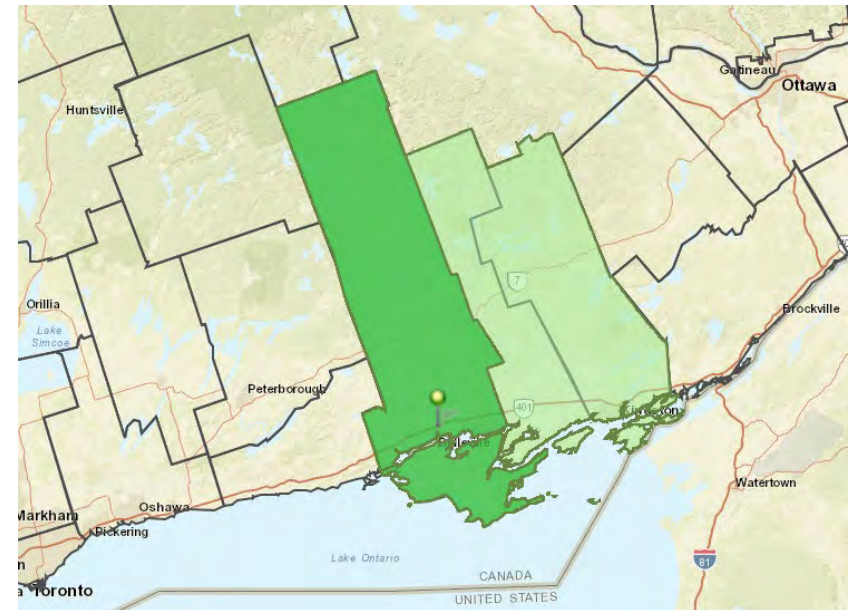 Gatineau
Ottawa
Huntsville
7
Orillia
Lake
Simcoe
Brockville
Peterborough
401
Oshawa
Markham
Pickering
Watertown
Lake Ontario
81
CANADA
UNITED STATES
Toronto